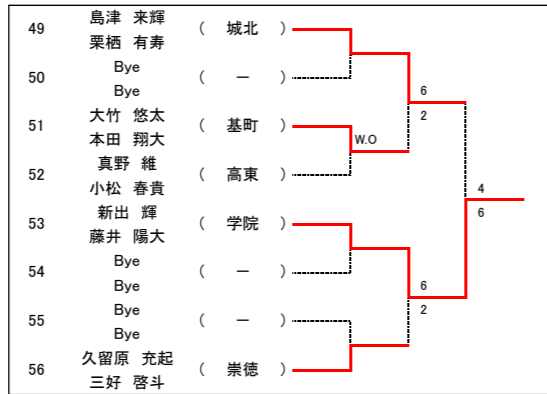 島津 来輝
49 ( 城北 )
栗栖 有寿
Bye
50 ( ー )
Bye
6
2
大竹 悠太
51 ( 基町 )
本田 翔大
W.O
真野 維
52 ( 高東 )
小松 春貴
4
6
新出 輝
53 ( 学院 )
藤井 陽大
Bye
54 ( ー )
Bye
6
2
Bye
55 ( ー )
Bye
久留原 充起
56 ( 崇徳 )
三好 啓斗